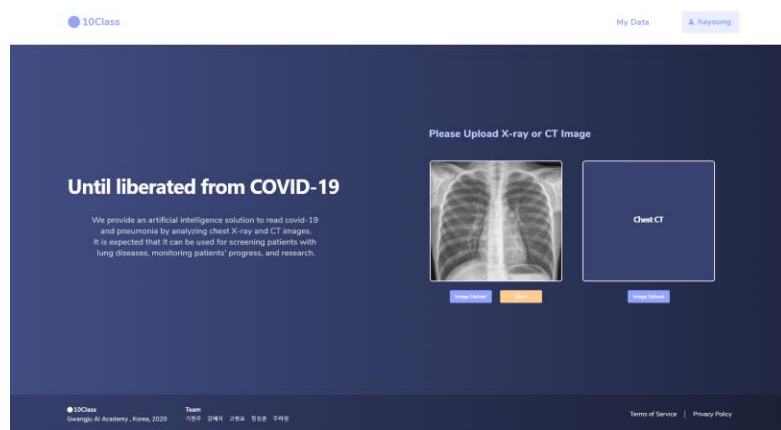 10Class
My Data
hayoung
Please Upload X-ray or CT Image
Until liberated from COVID-19
We provide an artificial intelligence solution to read covid-19
and pneumonia by analyzing chest X-ray and CT images.
It is expected that it can be used for screening patients with
lung diseases, monitoring patients' progress, and research.
Chest CT
Image Upload
Image Upload
10Class
Gwangju AI Academy , Korea, 2020
Team
Terms of Service | Privacy Policy